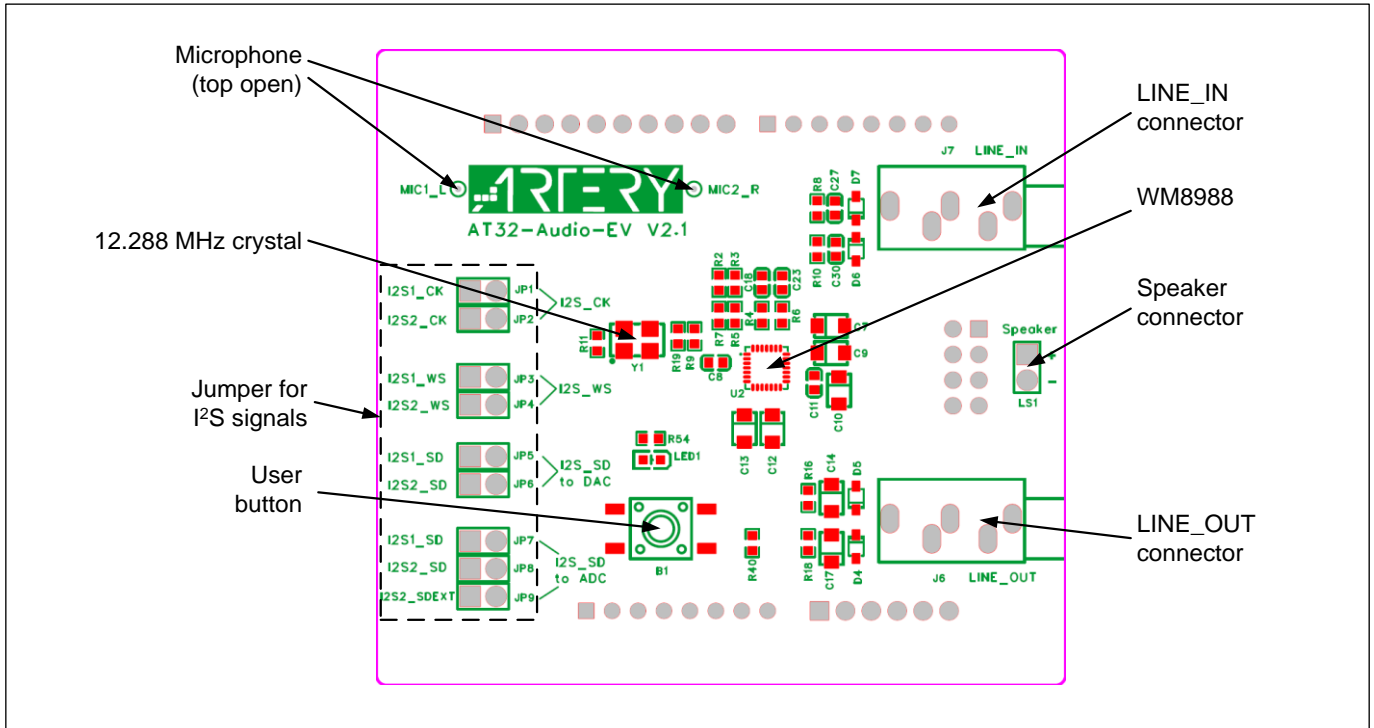 Microphone
(top open)
12.288 MHz crystal
Jumper for
I²S signals
User
button
LINE_IN
connector
WM8988
Speaker
connector
LINE_OUT
connector
MIC1_L
ARTERY
MIC2_R
AT32-Audio-EV V2.1
J7 LINE_IN
R8
C27
D7
R10
C30
D6
I2S1_CK
JP1
I2S2_CK
JP2
I2S_CK
I2S1_WS
JP3
I2S2_WS
JP4
I2S_WS
I2S1_SD
JP5
I2S2_SD
JP6
I2S_SD
to DAC
I2S1_SD
JP7
I2S2_SD
JP8
I2S2_SDEXT
JP9
I2S_SD
to ADC
R2
R3
C18
C23
R7
R5
R4
R6
R11
Y1
R19
R9
C8
U2
C7
C9
C11
C10
C13
C12
R54
LED1
B1
R40
Speaker
+
-
LS1
R16
C14
D5
R18
C17
D4
J6 LINE_OUT